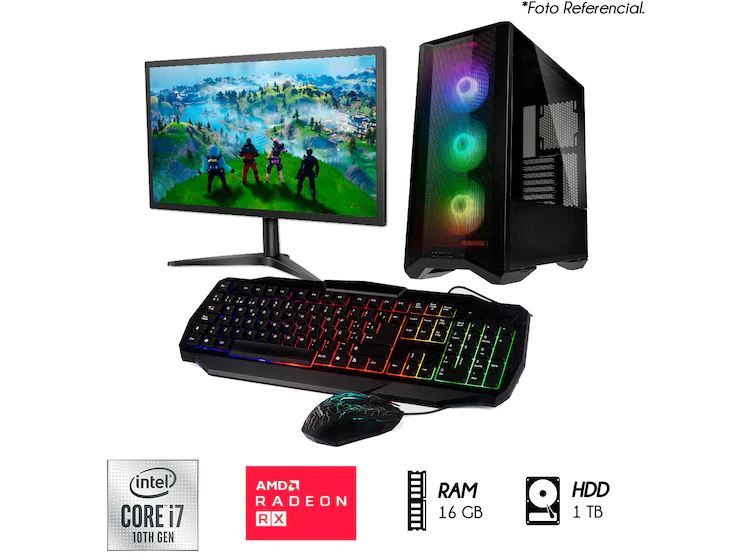 *Foto Referencial.
intel
CORE i7
10TH GEN
AMD
RADEON
RX
RAM
16 GB
HDD
1 TB